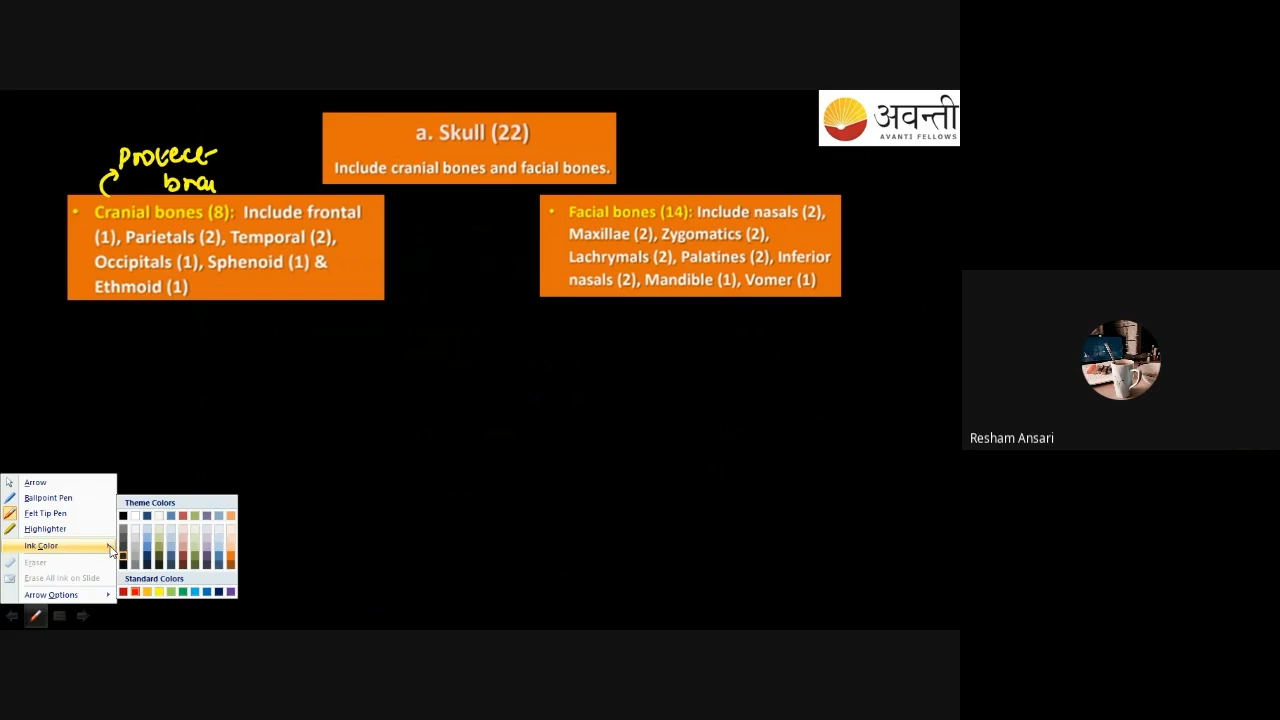 a. Skull (22)
Include cranial bones and facial bones.
अवन्ती
AVANTI FELLOWS
• Cranial bones (8): Include frontal
(1), Parietals (2), Temporal (2),
Occipitals (1), Sphenoid (1) &
Ethmoid (1)
• Facial bones (14): Include nasals (2),
Maxillae (2), Zygomatics (2),
Lachrymals (2), Palatines (2), Inferior
nasals (2), Mandible (1), Vomer (1)
Resham Ansari
Arrow
Ballpoint Pen
Felt Tip Pen
Highlighter
Ink Color
Eraser
Erase All Ink on Slide
Arrow Options
Theme Colors
Standard Colors